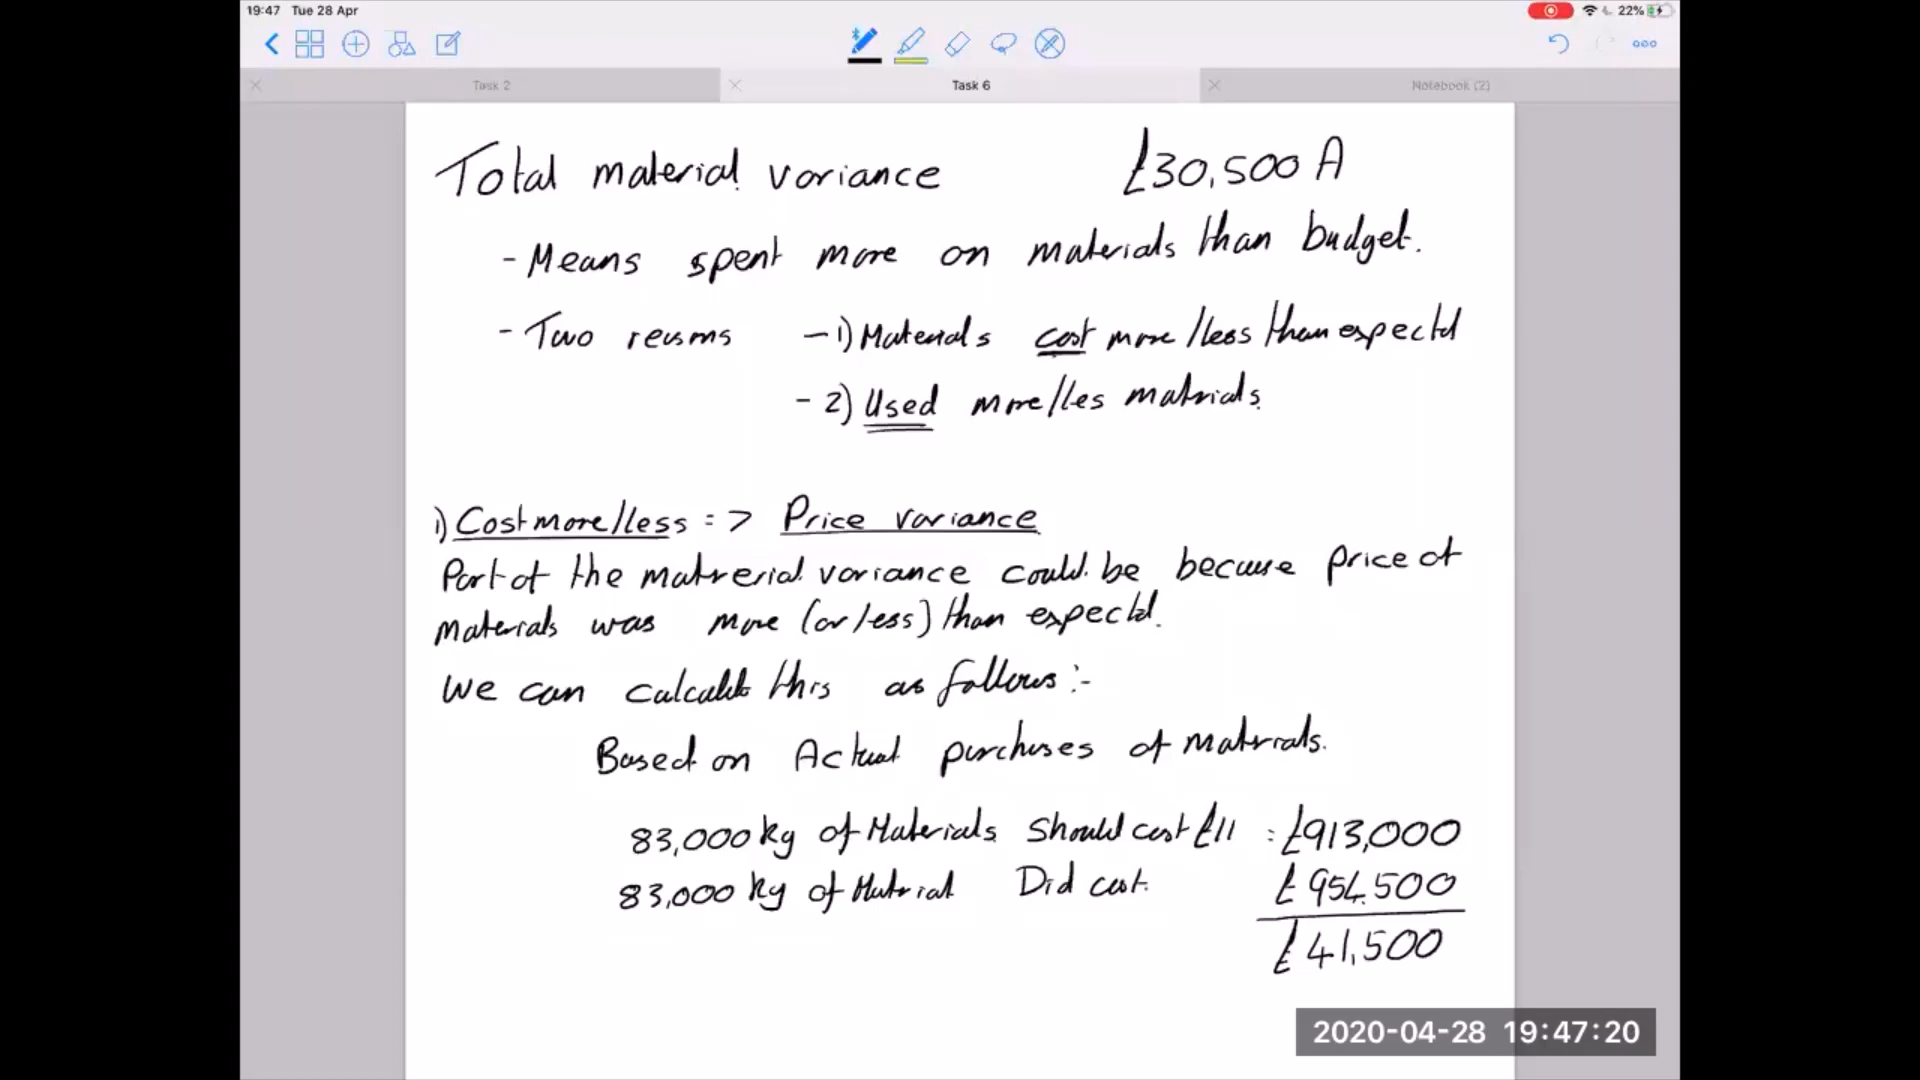 19:47 Tue 28 Apr 22%
Task 2 Task 6 Notebook (2)
Total material variance £30,500 A
- Means spent more on materials than budget.
- Two reasons - 1) Materials cost more/less than expectd
- 2) Used more/les matrials.
1) Cost more/less => Price variance
Part of the matrerial variance could be because price of
materials was more (or less) than expectd.
We can calculate this as follows :-
Based on Actual purchases of matrials.
83,000 kg of Materials Should cost £11 = £913,000
83,000 kg of Material Did cost. £954,500
£41,500
2020-04-28 19:47:20